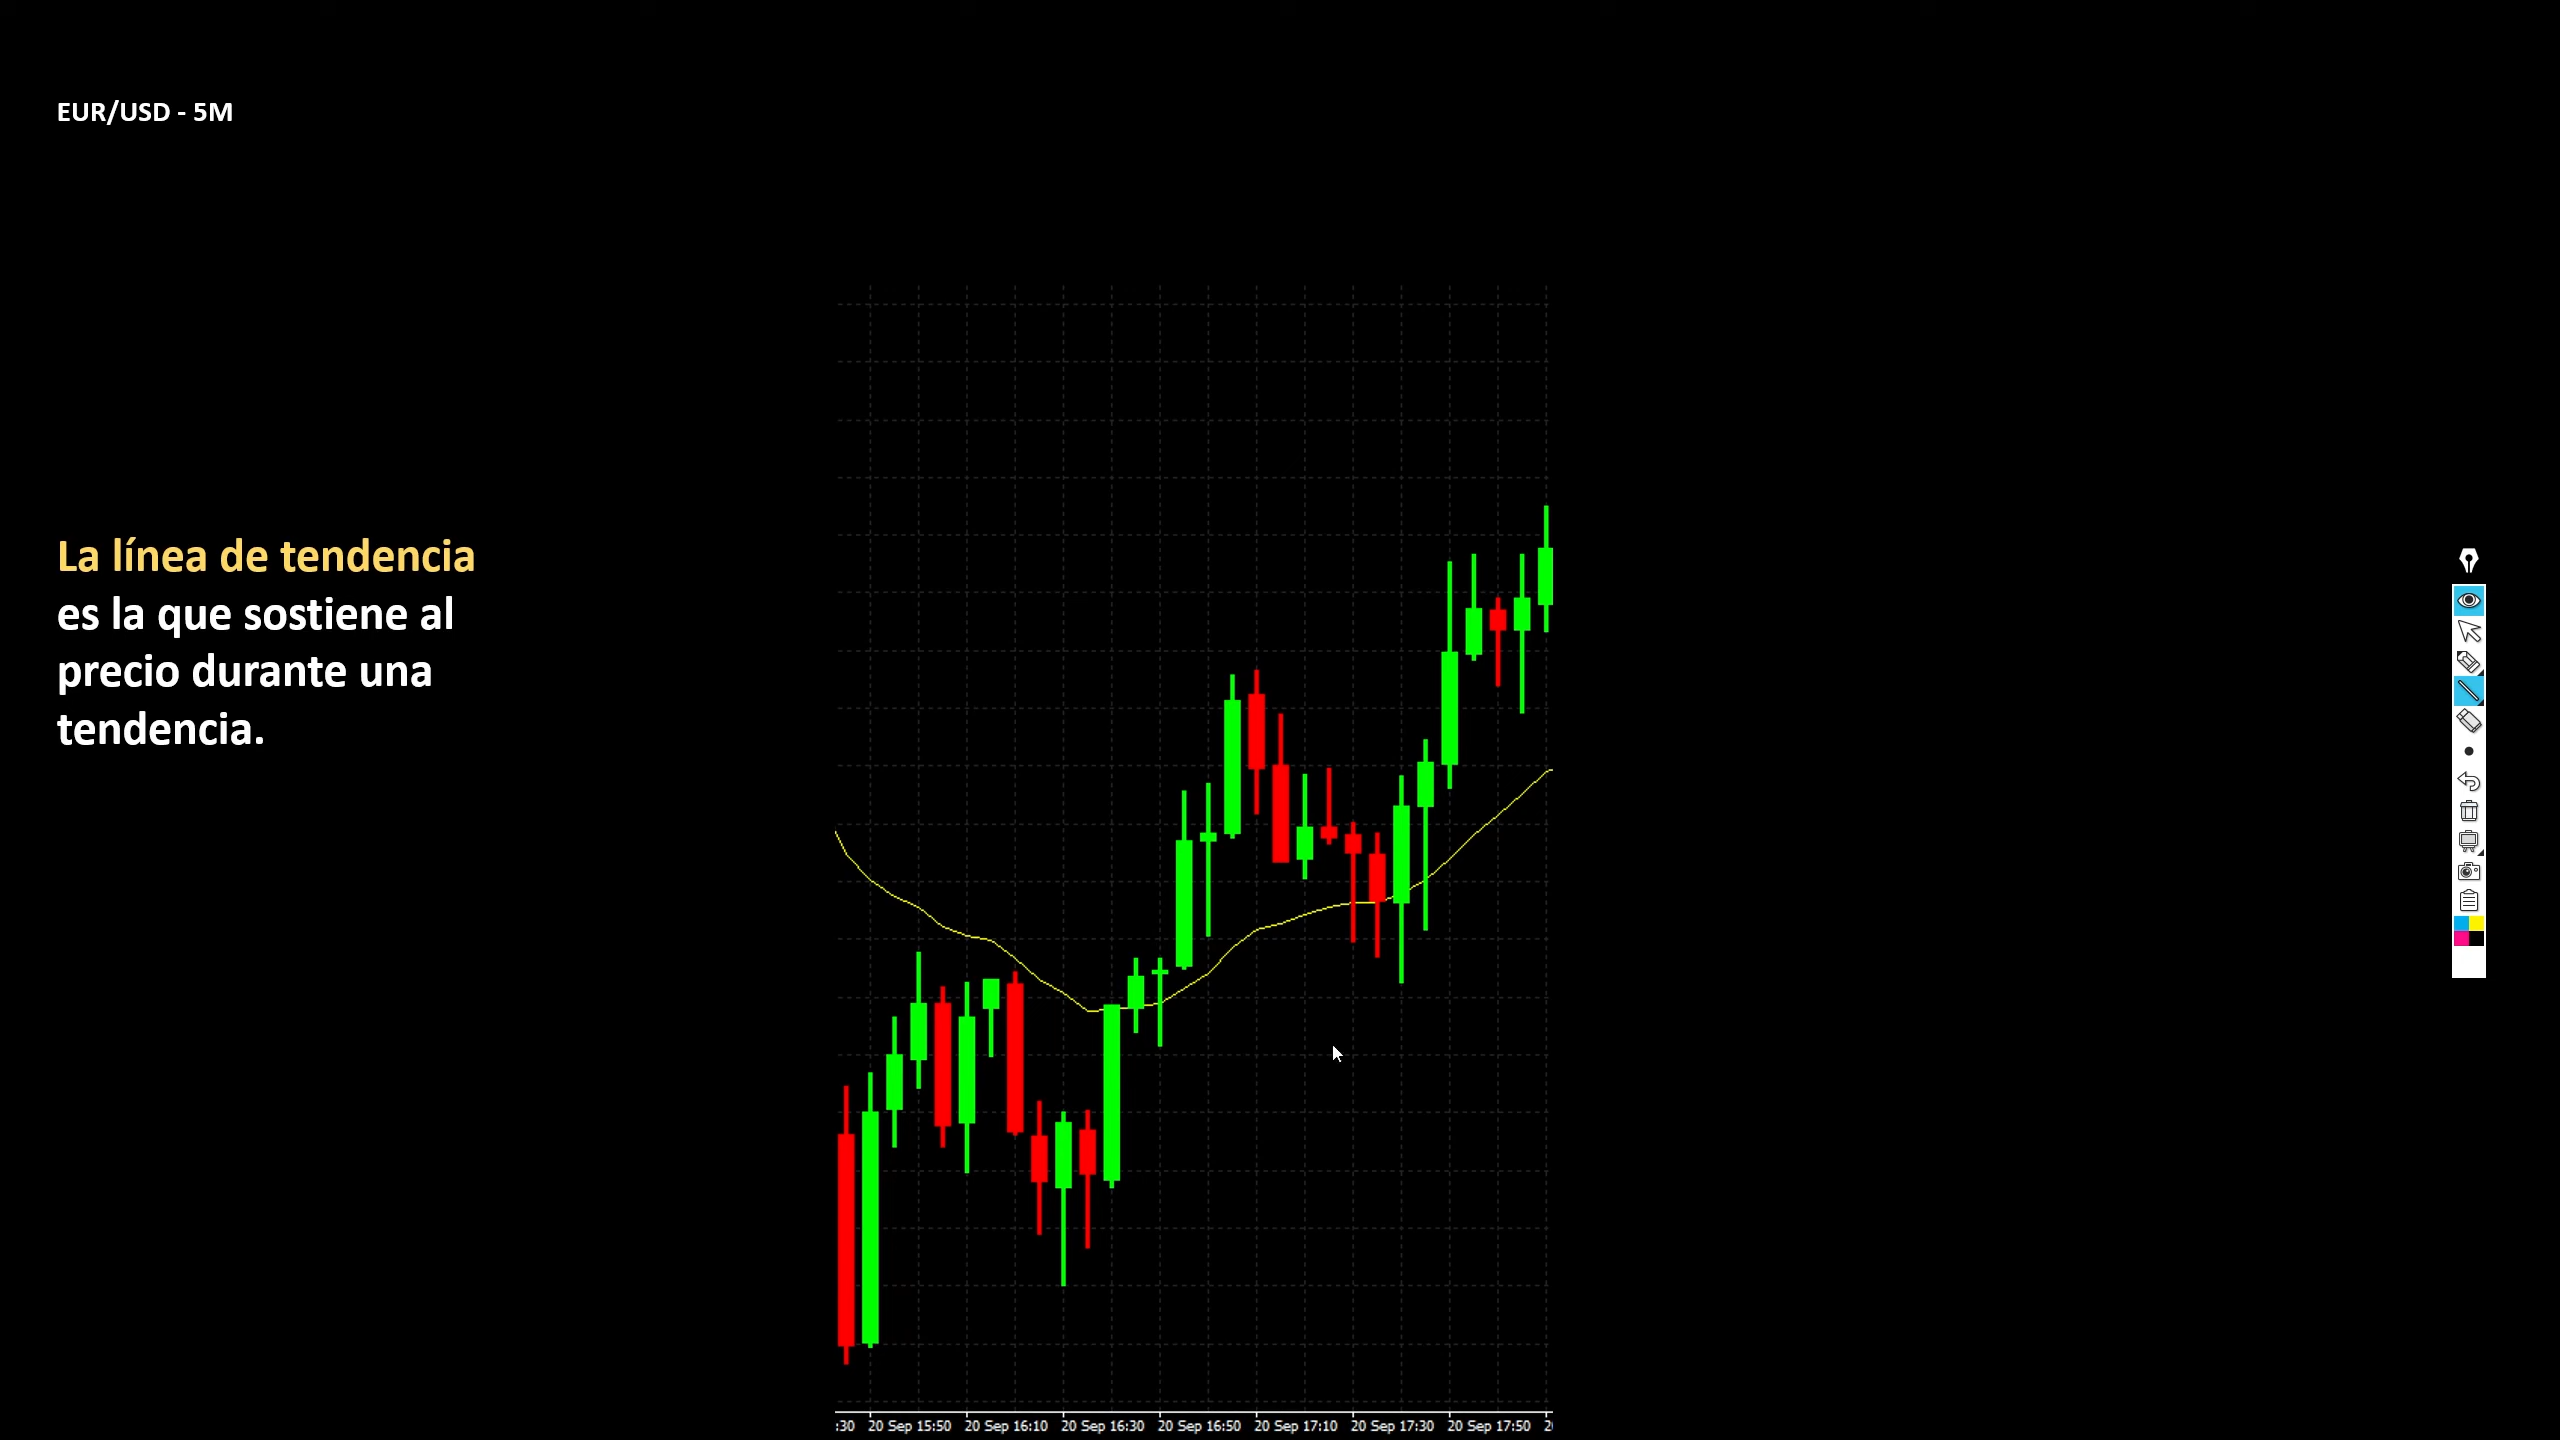 EUR/USD - 5M
La línea de tendencia
es la que sostiene al
precio durante una
tendencia.
:30 20 Sep 15:50 20 Sep 16:10 20 Sep 16:30 20 Sep 16:50 20 Sep 17:10 20 Sep 17:30 20 Sep 17:50